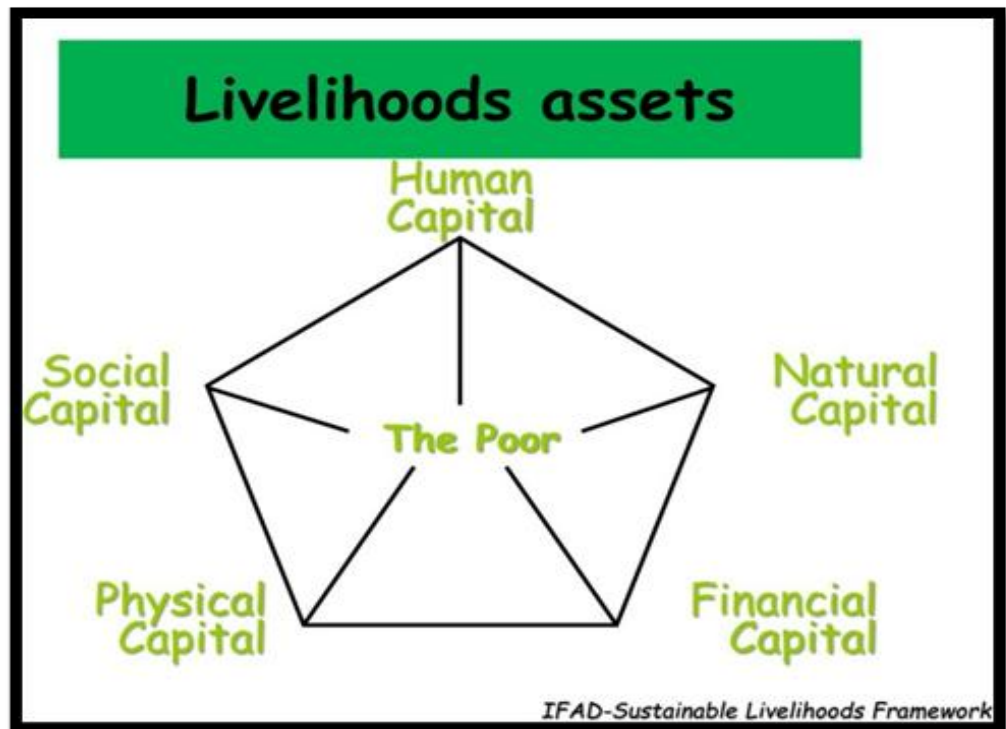 Livelihoods assets
Human
Capital
Social
Capital
Natural
Capital
The Poor
Physical
Capital
Financial
Capital
IFAD-Sustainable Livelihoods Framework